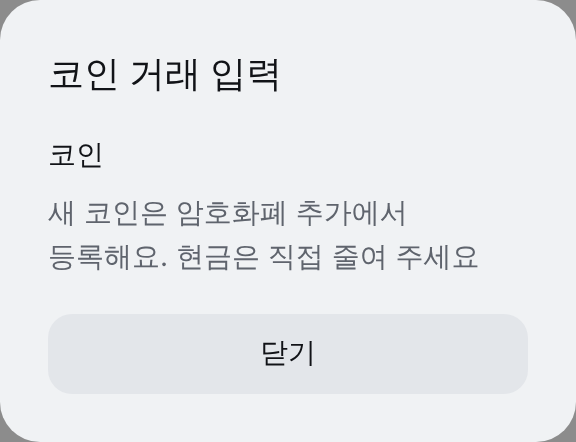 코인 거래 입력
코인
새 코인은 암호화폐 추가에서
등록해요. 현금은 직접 줄여 주세요
닫기